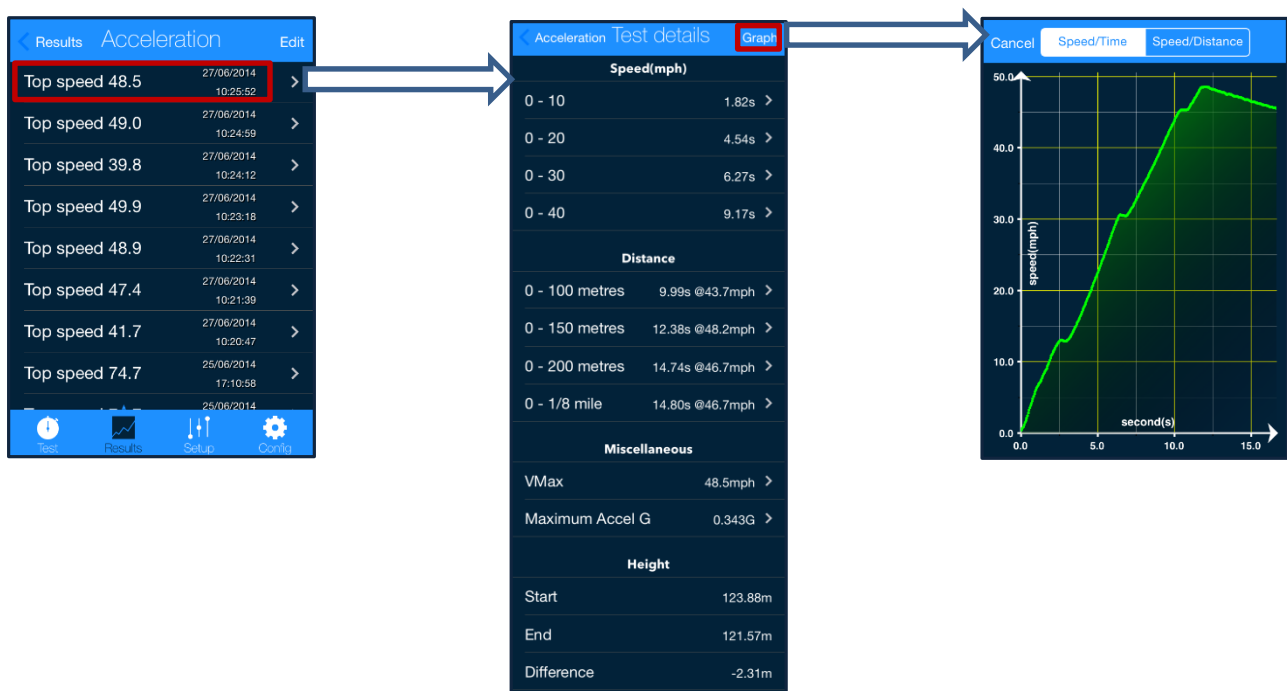 Results Acceleration Edit
Top speed 48.5 27/06/2014
10:25:52
Top speed 49.0 27/06/2014
10:24:59
Top speed 39.8 27/06/2014
10:24:12
Top speed 49.9 27/06/2014
10:23:18
Top speed 48.9 27/06/2014
10:22:31
Top speed 47.4 27/06/2014
10:21:39
Top speed 41.7 27/06/2014
10:20:47
Top speed 74.7 25/06/2014
17:10:58
25/06/2014
Test Results Setup Config
Acceleration Test details Graph
Speed(mph)
0 - 10 1.82s
0 - 20 4.54s
0 - 30 6.27s
0 - 40 9.17s
Distance
0 - 100 metres 9.99s @43.7mph
0 - 150 metres 12.38s @48.2mph
0 - 200 metres 14.74s @46.7mph
0 - 1/8 mile 14.80s @46.7mph
Miscellaneous
VMax 48.5mph
Maximum Accel G 0.343G
Height
Start 123.88m
End 121.57m
Difference -2.31m
Cancel Speed/Time Speed/Distance
50.0
40.0
30.0
speed(mph)
20.0
10.0
second(s)
0.0
0.0 5.0 10.0 15.0